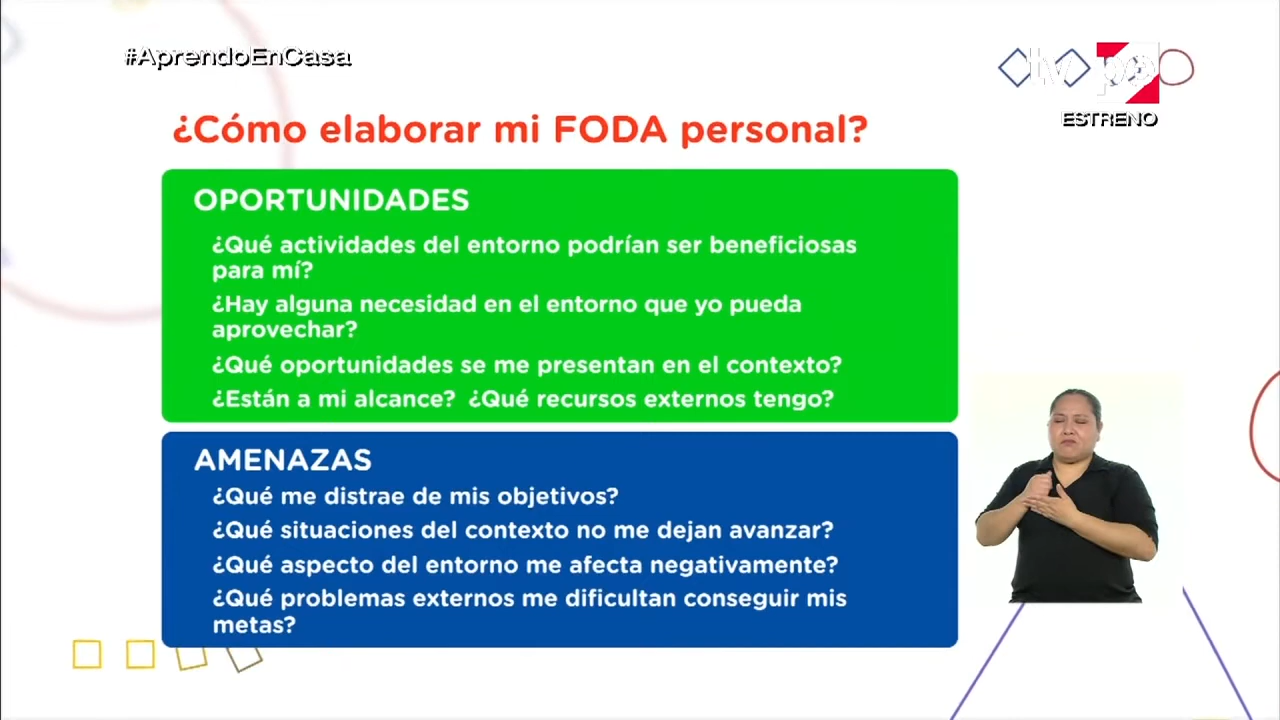 #AprendoEnCasa
tv perú
ESTRENO
¿Cómo elaborar mi FODA personal?
OPORTUNIDADES
¿Qué actividades del entorno podrían ser beneficiosas
para mí?
¿Hay alguna necesidad en el entorno que yo pueda
aprovechar?
¿Qué oportunidades se me presentan en el contexto?
¿Están a mi alcance? ¿Qué recursos externos tengo?
AMENAZAS
¿Qué me distrae de mis objetivos?
¿Qué situaciones del contexto no me dejan avanzar?
¿Qué aspecto del entorno me afecta negativamente?
¿Qué problemas externos me dificultan conseguir mis
metas?